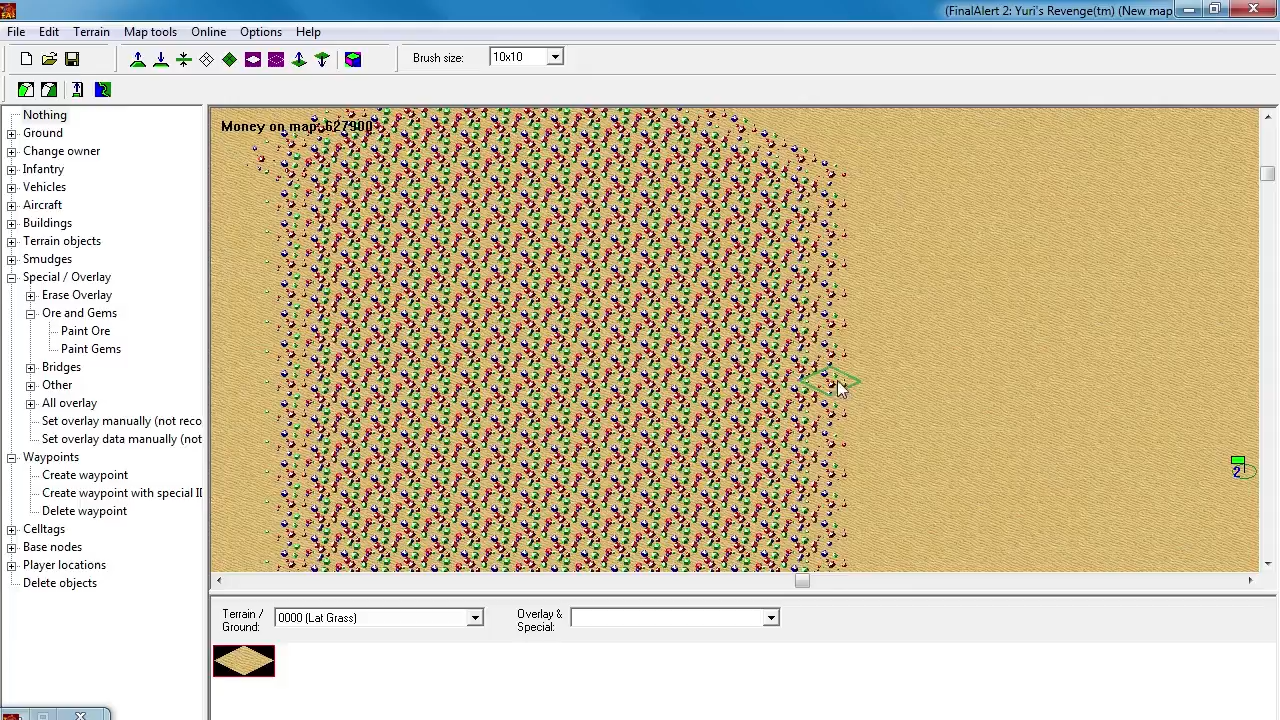 (FinalAlert 2: Yuri's Revenge(tm) (New map
File Edit Terrain Map tools Online Options Help
Brush size: 10x10
Nothing
Ground
Change owner
Infantry
Vehicles
Aircraft
Buildings
Terrain objects
Smudges
Special / Overlay
Erase Overlay
Ore and Gems
Paint Ore
Paint Gems
Bridges
Other
All overlay
Set overlay manually (not reco
Set overlay data manually (not
Waypoints
Create waypoint
Create waypoint with special I
Delete waypoint
Celltags
Base nodes
Player locations
Delete objects
Money on map: 627900
2
Terrain / Ground: 0000 (Lat Grass)
Overlay & Special: